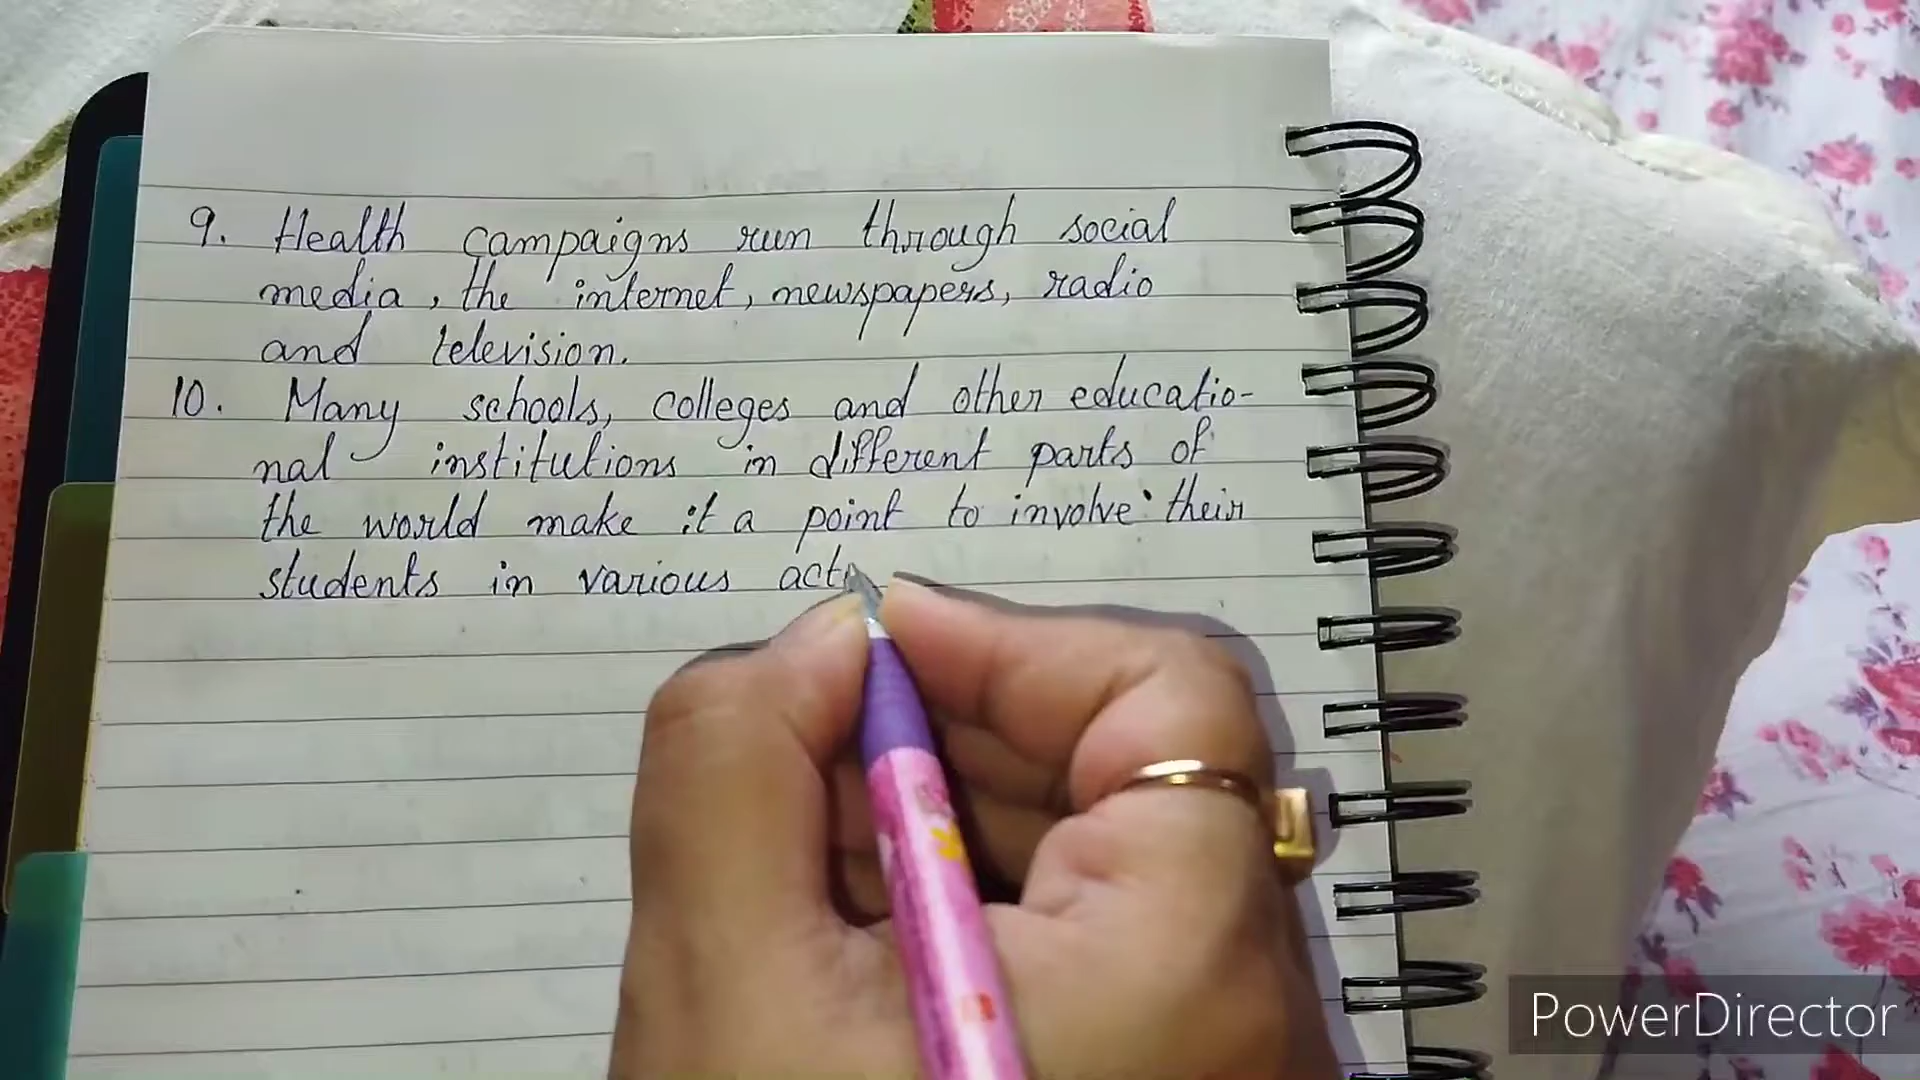 9. Health campaigns run through social
media, the internet, newspapers, radio
and television.
10. Many schools, colleges and other educatio-
nal institutions in different parts of
the world make it a point to involve their
students in various acti
PowerDirector